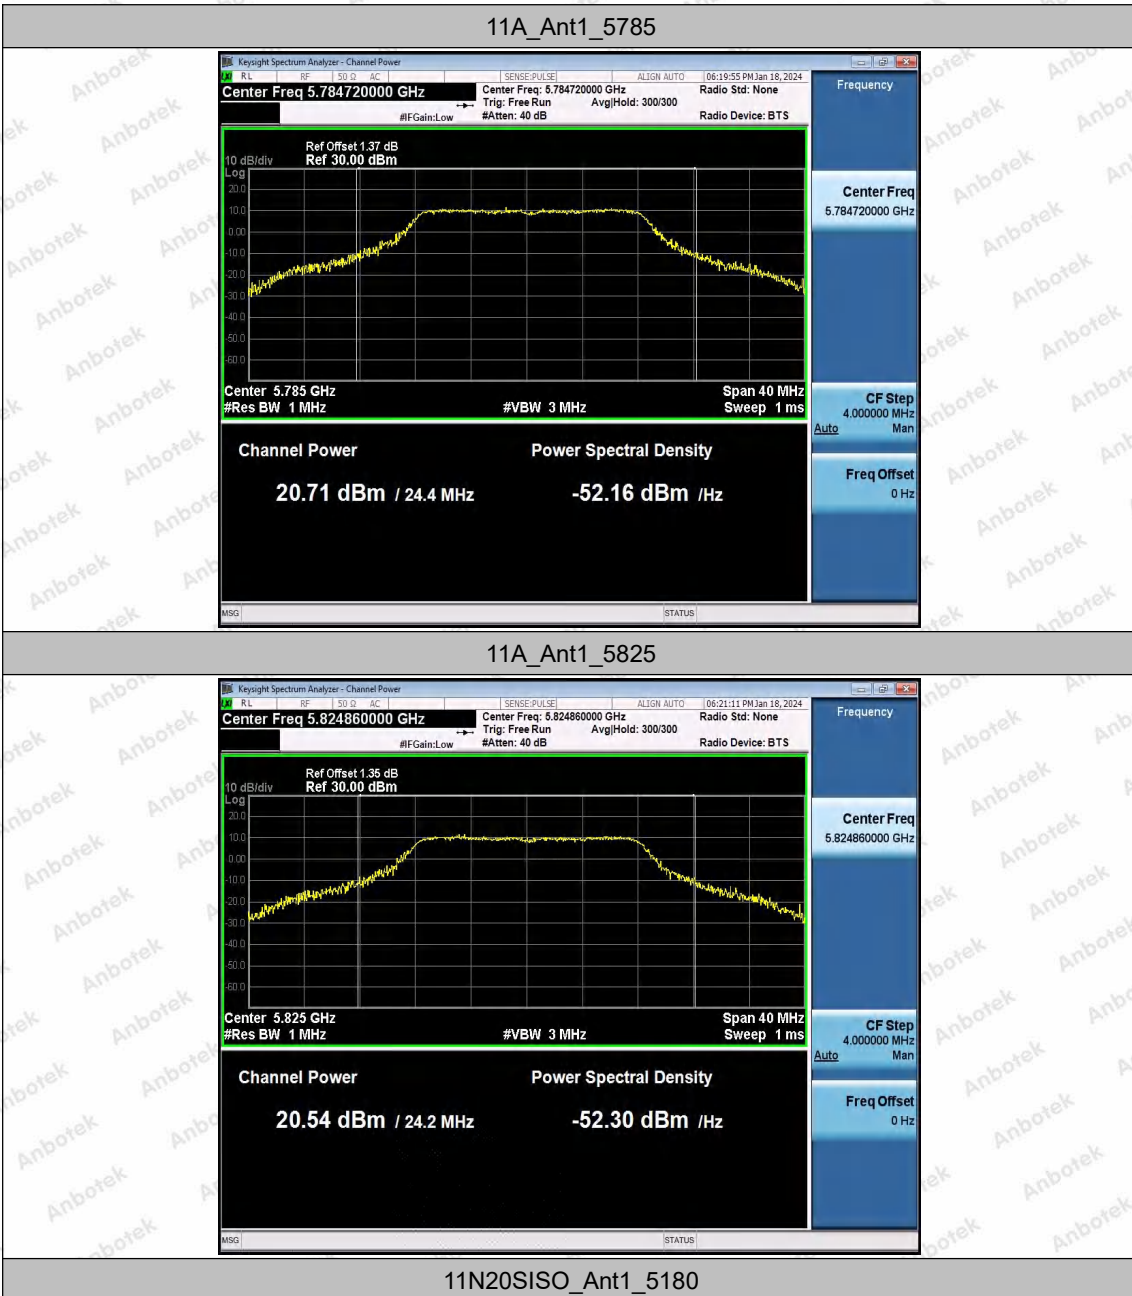 11A_Ant1_5785
Keysight Spectrum Analyzer - Channel Power
RL RF 50 Ω AC SENSE:PULSE ALIGN AUTO 06:19:55 PM Jan 18, 2024
Center Freq 5.784720000 GHz Center Freq: 5.784720000 GHz Radio Std: None
Trig: Free Run Avg|Hold: 300/300
#IFGain:Low #Atten: 40 dB Radio Device: BTS
Frequency
Ref Offset 1.37 dB
10 dB/div Ref 30.00 dBm
Log
20.0
10.0
0.00
-10.0
-20.0
-30.0
-40.0
-50.0
-60.0
Center Freq
5.784720000 GHz
Center 5.785 GHz Span 40 MHz
#Res BW 1 MHz #VBW 3 MHz Sweep 1 ms
CF Step
4.000000 MHz
Auto Man
Channel Power Power Spectral Density
20.71 dBm / 24.4 MHz -52.16 dBm /Hz
Freq Offset
0 Hz
MSG STATUS
11A_Ant1_5825
Keysight Spectrum Analyzer - Channel Power
RL RF 50 Ω AC SENSE:PULSE ALIGN AUTO 06:21:11 PM Jan 18, 2024
Center Freq 5.824860000 GHz Center Freq: 5.824860000 GHz Radio Std: None
Trig: Free Run Avg|Hold: 300/300
#IFGain:Low #Atten: 40 dB Radio Device: BTS
Frequency
Ref Offset 1.35 dB
10 dB/div Ref 30.00 dBm
Log
20.0
10.0
0.00
-10.0
-20.0
-30.0
-40.0
-50.0
-60.0
Center Freq
5.824860000 GHz
Center 5.825 GHz Span 40 MHz
#Res BW 1 MHz #VBW 3 MHz Sweep 1 ms
CF Step
4.000000 MHz
Auto Man
Channel Power Power Spectral Density
20.54 dBm / 24.2 MHz -52.30 dBm /Hz
Freq Offset
0 Hz
MSG STATUS
11N20SISO_Ant1_5180
Anbotek